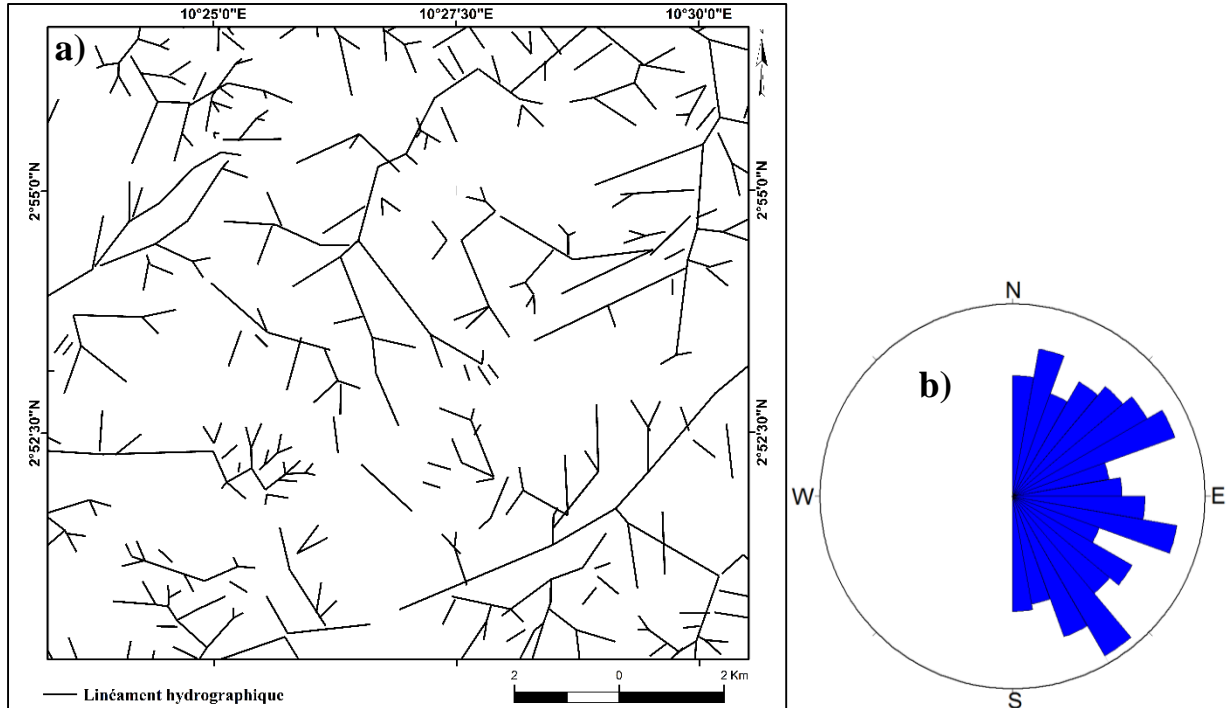 10°25'0"E 10°27'30"E 10°30'0"E
a)
N
2°55'0"N 2°55'0"N
2°52'30"N 2°52'30"N
Linéament hydrographique
2 0 2 Km
N
b)
W E
S